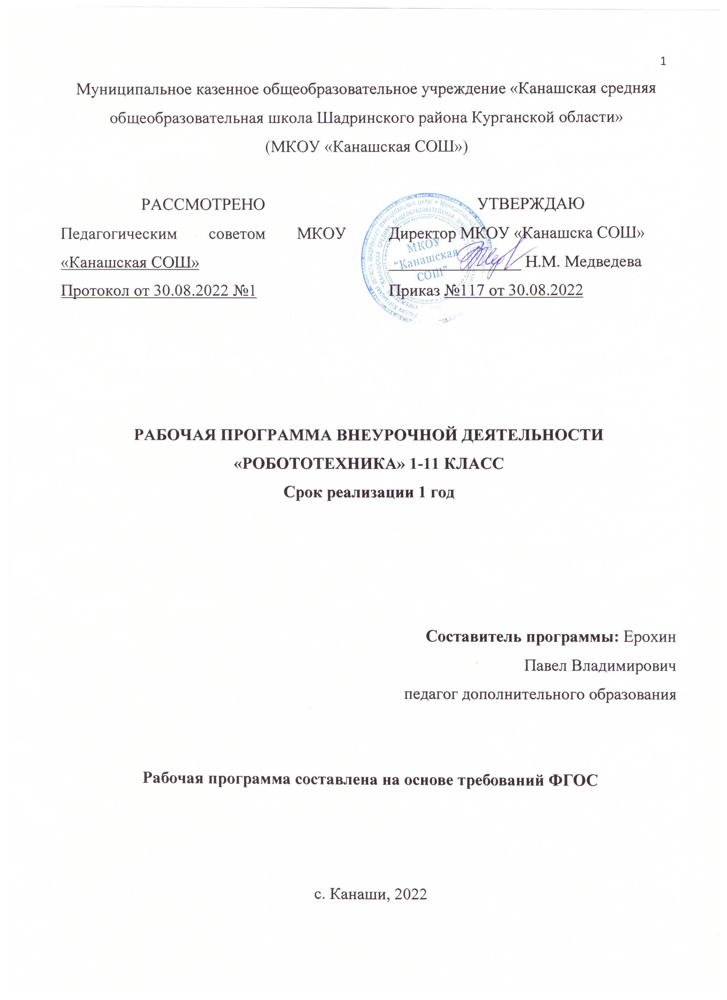 1
Муниципальное казенное общеобразовательное учреждение «Канашская средняя
общеобразовательная школа Шадринского района Курганской области»
(МКОУ «Канашская СОШ»)
РАССМОТРЕНО
Педагогическим советом МКОУ
«Канашская СОШ»
Протокол от 30.08.2022 №1
УТВЕРЖДАЮ
Директор МКОУ «Канашска СОШ»
Н.М. Медведева
Приказ №117 от 30.08.2022
МКОУ
“Канашская
СОШ”
РАБОЧАЯ ПРОГРАММА ВНЕУРОЧНОЙ ДЕЯТЕЛЬНОСТИ
«РОБОТОТЕХНИКА» 1-11 КЛАСС
Срок реализации 1 год
Составитель программы: Ерохин
Павел Владимирович
педагог дополнительного образования
Рабочая программа составлена на основе требований ФГОС
с. Канаши, 2022